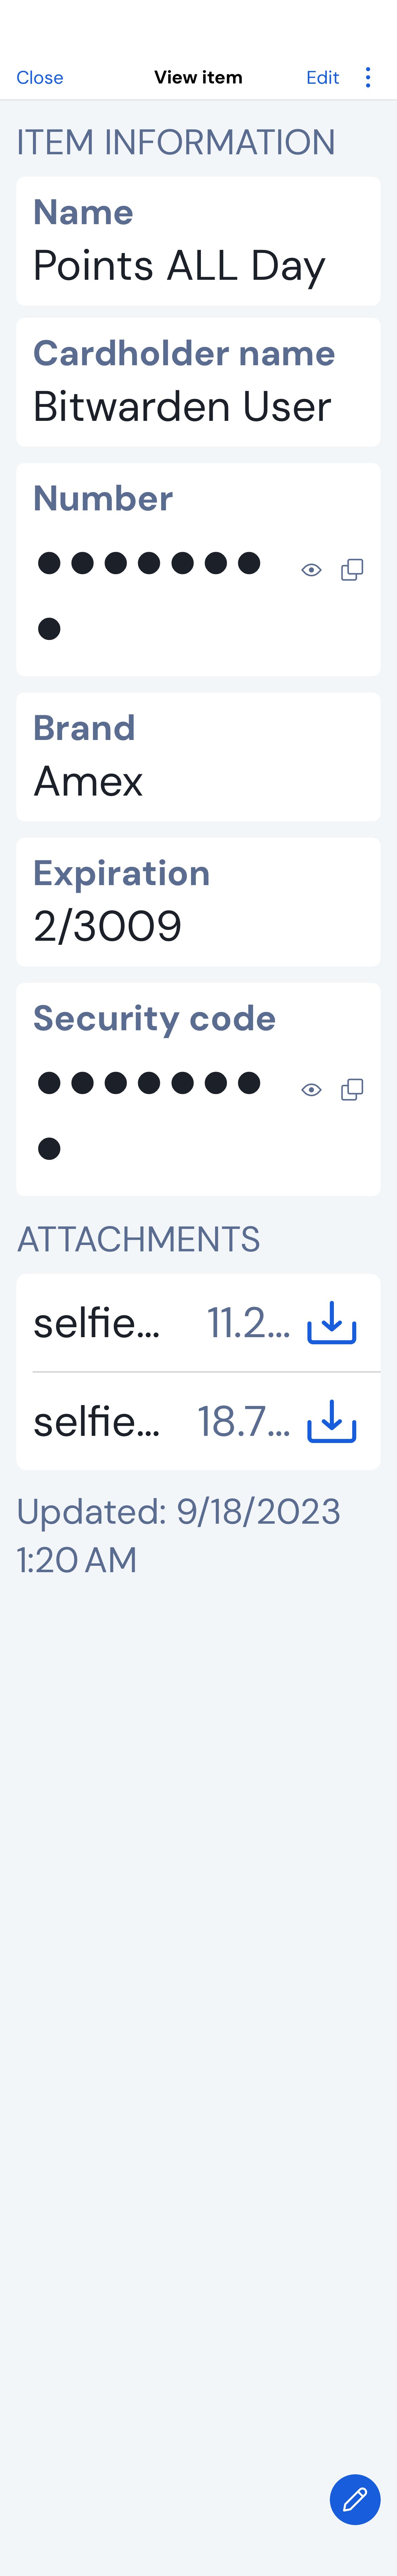 Close View item Edit
ITEM INFORMATION
Name
Points ALL Day
Cardholder name
Bitwarden User
Number
●●●●●●●
●
Brand
Amex
Expiration
2/3009
Security code
●●●●●●●
●
ATTACHMENTS
selfie... 11.2...
selfie... 18.7...
Updated: 9/18/2023
1:20 AM